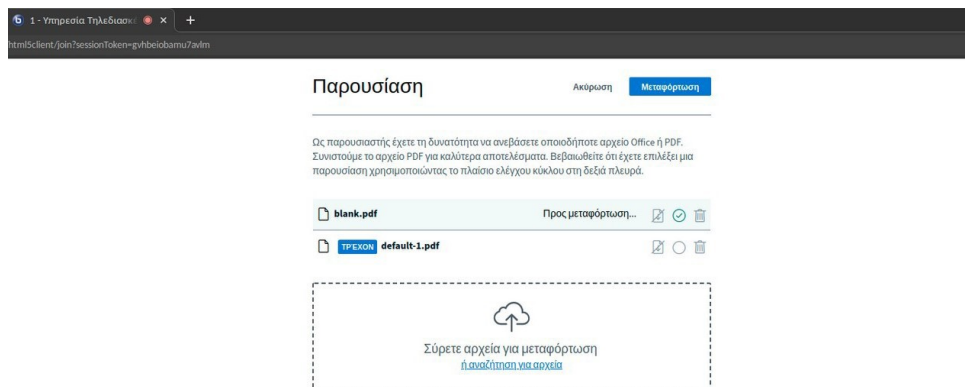 1 - Υπηρεσία Τηλεδιασκέ
html5client/join?sessionToken=gvhbeiobamu7avlm
Παρουσίαση
Ακύρωση
Μεταφόρτωση
Ως παρουσιαστής έχετε τη δυνατότητα να ανεβάσετε οποιοδήποτε αρχείο Office ή PDF.
Συνιστούμε το αρχείο PDF για καλύτερα αποτελέσματα. Βεβαιωθείτε ότι έχετε επιλέξει μια
παρουσίαση χρησιμοποιώντας το πλαίσιο ελέγχου κύκλου στη δεξιά πλευρά.
blank.pdf Προς μεταφόρτωση...
ΤΡΈΧΟΝ default-1.pdf
Σύρετε αρχεία για μεταφόρτωση
ή αναζήτηση για αρχεία